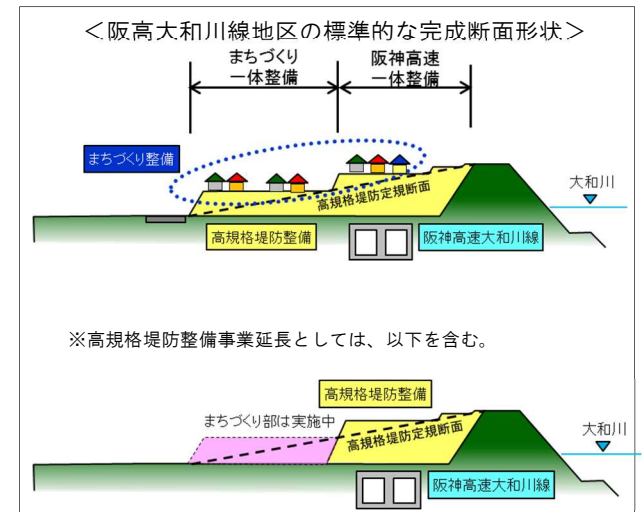 ＜阪高大和川線地区の標準的な完成断面形状＞
まちづくり
一体整備
阪神高速
一体整備
まちづくり整備
大和川
高規格堤防定規断面
高規格堤防整備
阪神高速大和川線
※高規格堤防整備事業延長としては、以下を含む。
高規格堤防整備
まちづくり部は実施中
大和川
高規格堤防定規断面
阪神高速大和川線